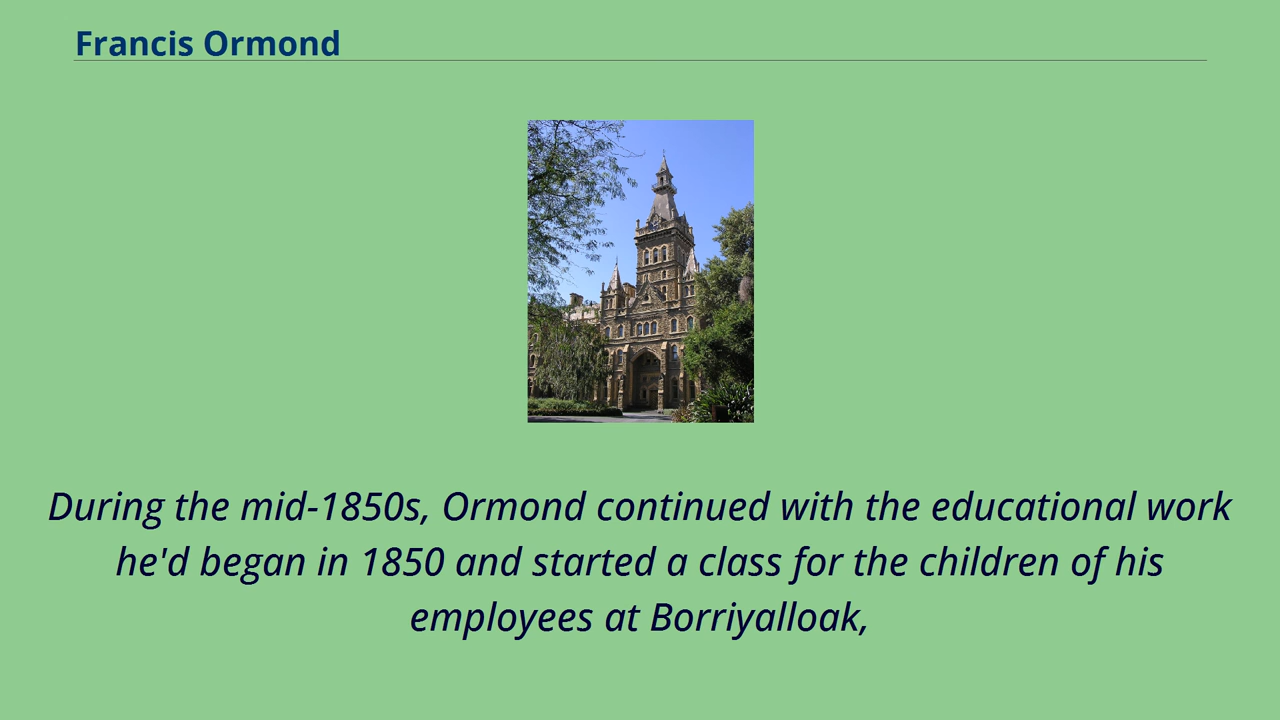 Francis Ormond
During the mid-1850s, Ormond continued with the educational work
he'd began in 1850 and started a class for the children of his
employees at Borriyalloak,